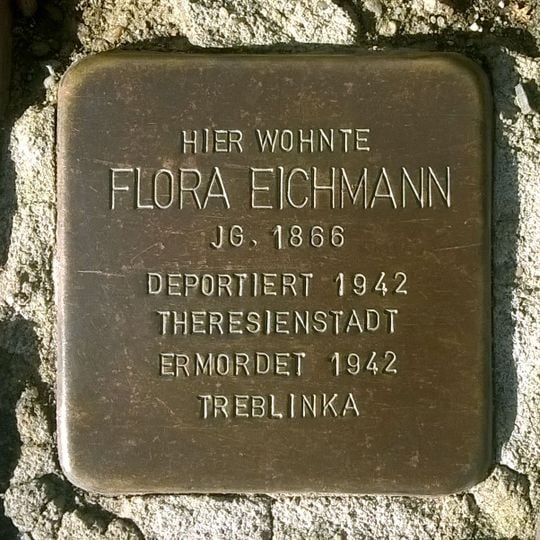 HIER WOHNTE
FLORA EICHMANN
JG. 1866
DEPORTIERT 1942
THERESIENSTADT
ERMORDET 1942
TREBLINKA